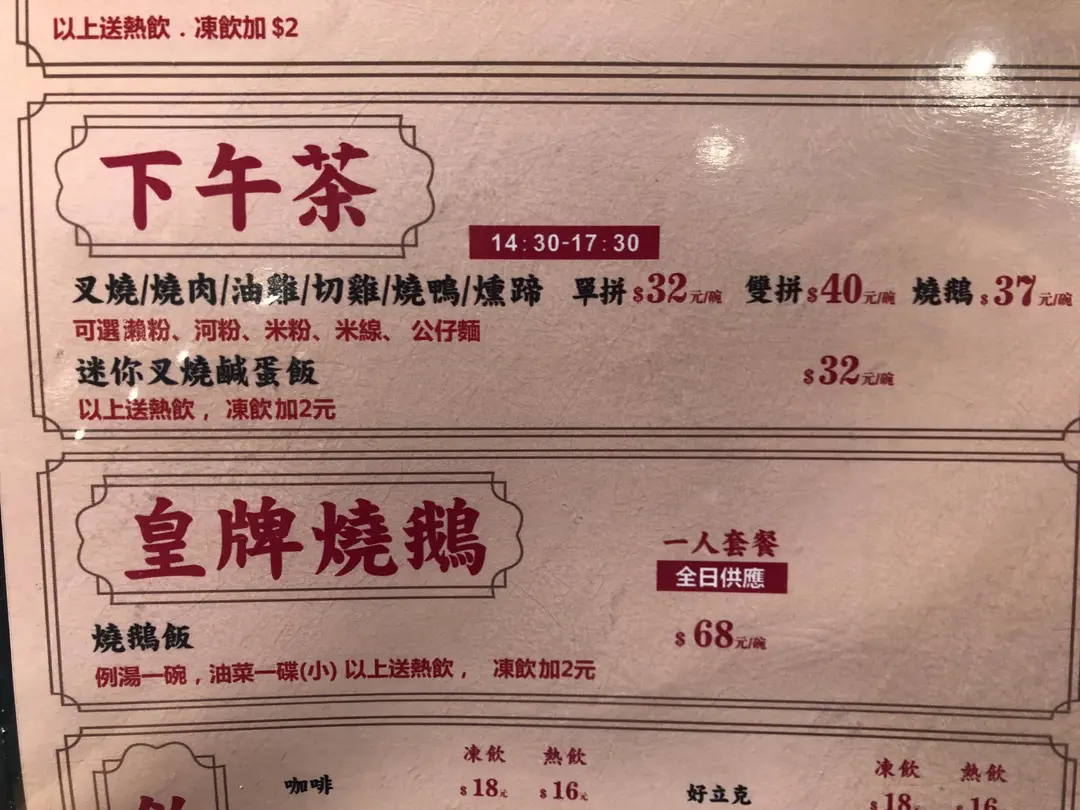 以上送熱飲．凍飲加 $2
下午茶
14:30-17:30
叉燒/燒肉/油雞/切雞/燒鴨/燻蹄 單拼 $32元/碗 雙拼 $40元/碗 燒鵝 $37元/碗
可選瀨粉、河粉、米粉、米線、公仔麵
迷你叉燒鹹蛋飯 $32元/碗
以上送熱飲，凍飲加2元
皇牌燒鵝
一人套餐
全日供應
燒鵝飯 $68元/碗
例湯一碗，油菜一碟(小) 以上送熱飲， 凍飲加2元
凍飲 熱飲 凍飲 熱飲
咖啡 $18元 $16元 好立克 $18元 $16